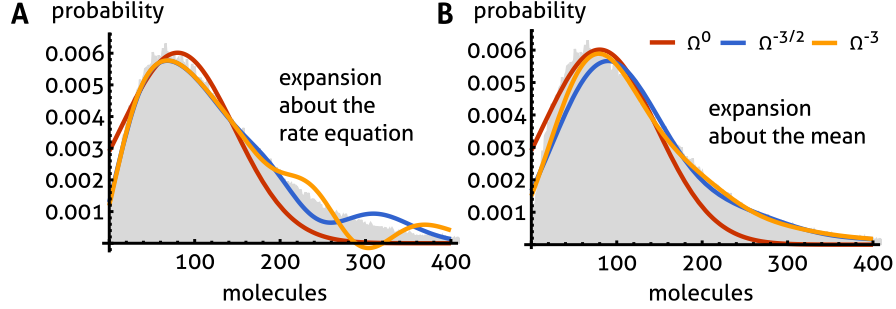 A probability
0.006
0.005
0.004
0.003
0.002
0.001
expansion
about the
rate equation
100 200 300 400
molecules
B probability
0.006
0.005
0.004
0.003
0.002
0.001
Ω⁰ Ω⁻³ᐟ² Ω⁻³
expansion
about the mean
100 200 300 400
molecules